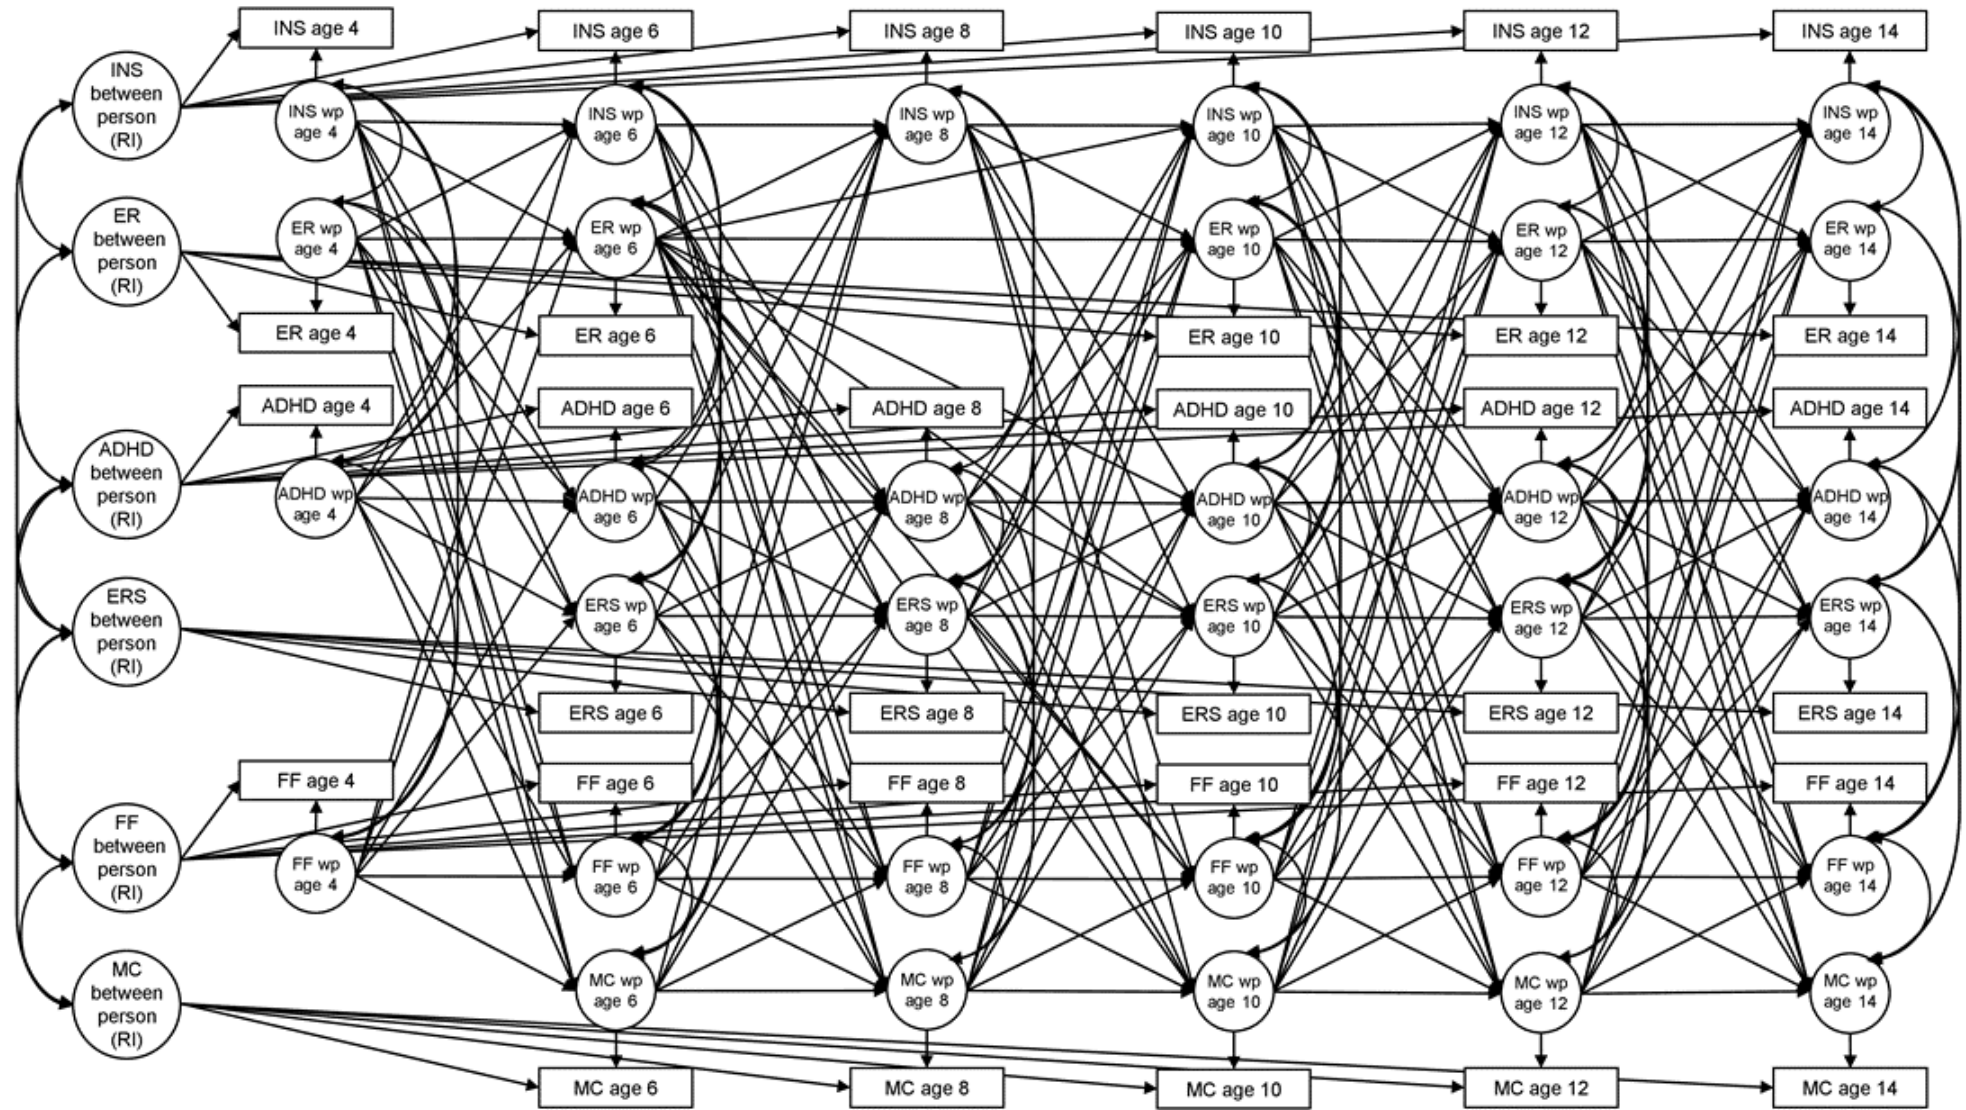 INS age 4
INS age 6
INS age 8
INS age 10
INS age 12
INS age 14
INS
between
person
(RI)
INS wp
age 4
INS wp
age 6
INS wp
age 8
INS wp
age 10
INS wp
age 12
INS wp
age 14
ER
between
person
(RI)
ER wp
age 4
ER wp
age 6
ER wp
age 10
ER wp
age 12
ER wp
age 14
ER age 4
ER age 6
ER age 10
ER age 12
ER age 14
ADHD age 4
ADHD age 6
ADHD age 8
ADHD age 10
ADHD age 12
ADHD age 14
ADHD
between
person
(RI)
ADHD wp
age 4
ADHD wp
age 6
ADHD wp
age 8
ADHD wp
age 10
ADHD wp
age 12
ADHD wp
age 14
ERS
between
person
(RI)
ERS wp
age 6
ERS wp
age 8
ERS wp
age 10
ERS wp
age 12
ERS wp
age 14
ERS age 6
ERS age 8
ERS age 10
ERS age 12
ERS age 14
FF age 4
FF age 6
FF age 8
FF age 10
FF age 12
FF age 14
FF
between
person
(RI)
FF wp
age 4
FF wp
age 6
FF wp
age 8
FF wp
age 10
FF wp
age 12
FF wp
age 14
MC
between
person
(RI)
MC wp
age 6
MC wp
age 8
MC wp
age 10
MC wp
age 12
MC wp
age 14
MC age 6
MC age 8
MC age 10
MC age 12
MC age 14